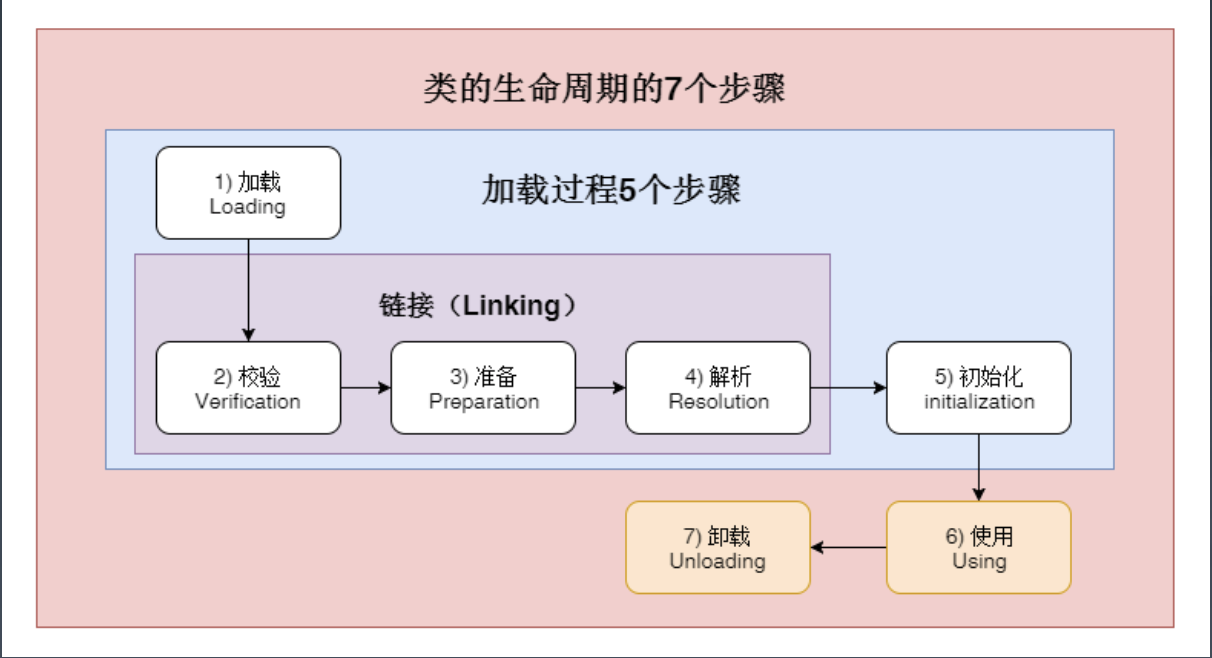 类的生命周期的7个步骤
加载过程5个步骤
1) 加载
Loading
链接（Linking）
2) 校验
Verification
3) 准备
Preparation
4) 解析
Resolution
5) 初始化
initialization
6) 使用
Using
7) 卸载
Unloading